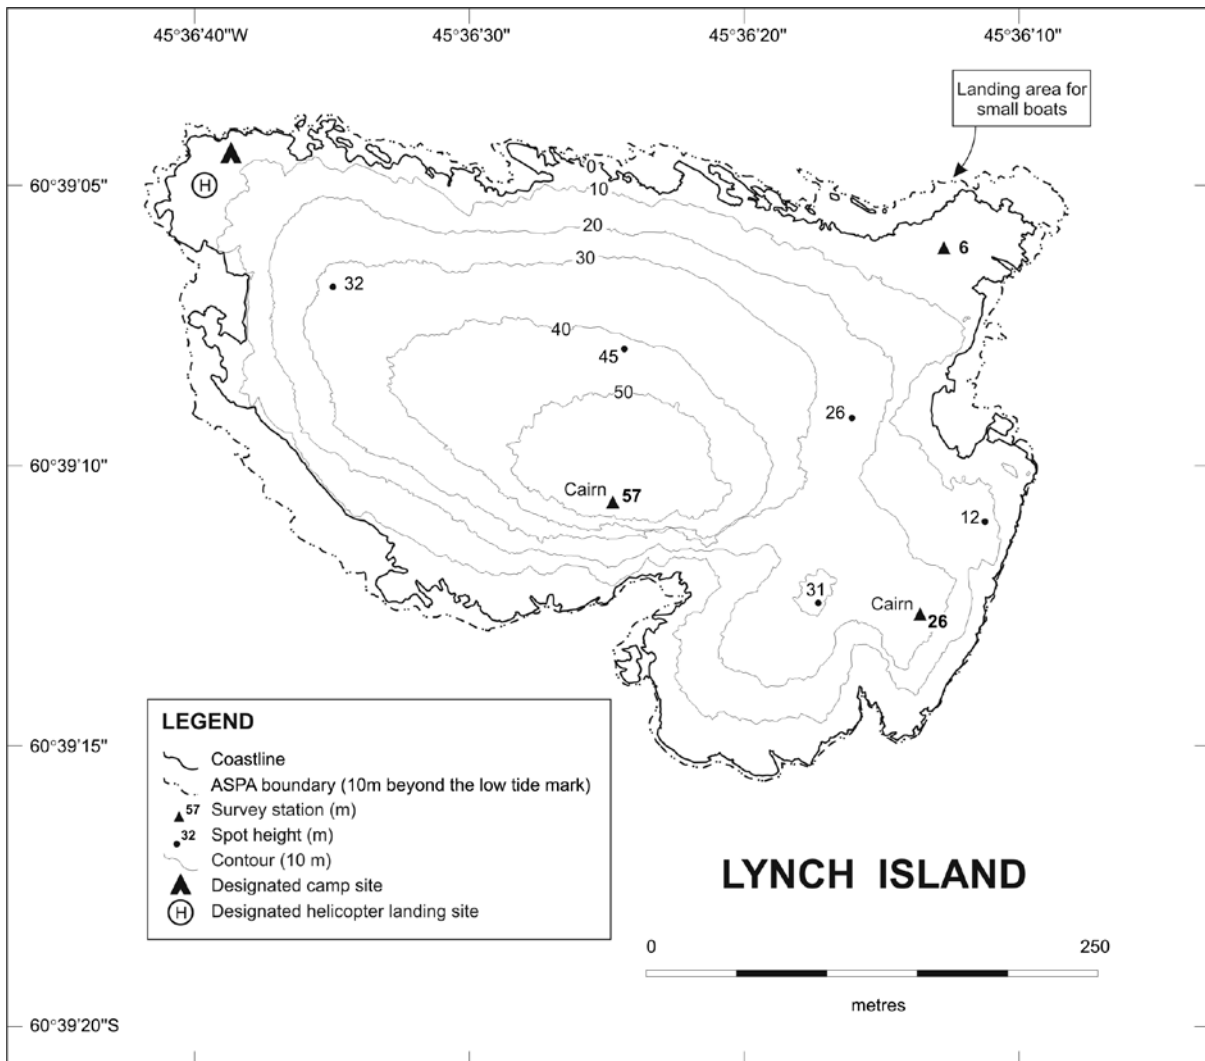 45°36'40"W
45°36'30"
45°36'20"
45°36'10"
Landing area for
small boats
60°39'05"
H
0
10
20
30
6
32
40
45
50
26
60°39'10"
Cairn
57
12
31
Cairn
26
60°39'15"
LEGEND
Coastline
ASPA boundary (10m beyond the low tide mark)
57 Survey station (m)
32 Spot height (m)
Contour (10 m)
Designated camp site
H Designated helicopter landing site
LYNCH ISLAND
0 250
metres
60°39'20"S